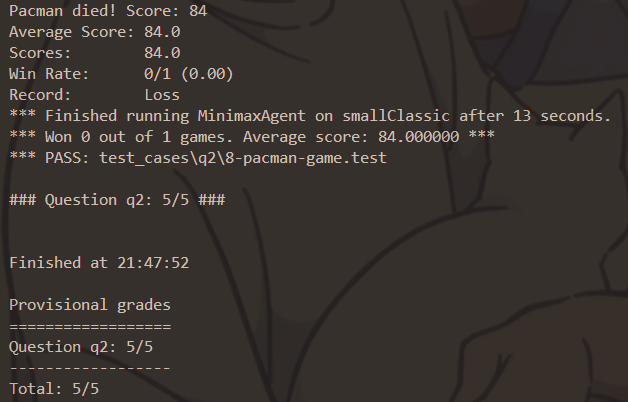 Pacman died! Score: 84
Average Score: 84.0
Scores:        84.0
Win Rate:      0/1 (0.00)
Record:        Loss
*** Finished running MinimaxAgent on smallClassic after 13 seconds.
*** Won 0 out of 1 games. Average score: 84.000000 ***
*** PASS: test_cases\q2\8-pacman-game.test
### Question q2: 5/5 ###
Finished at 21:47:52
Provisional grades
==================
Question q2: 5/5
------------------
Total: 5/5